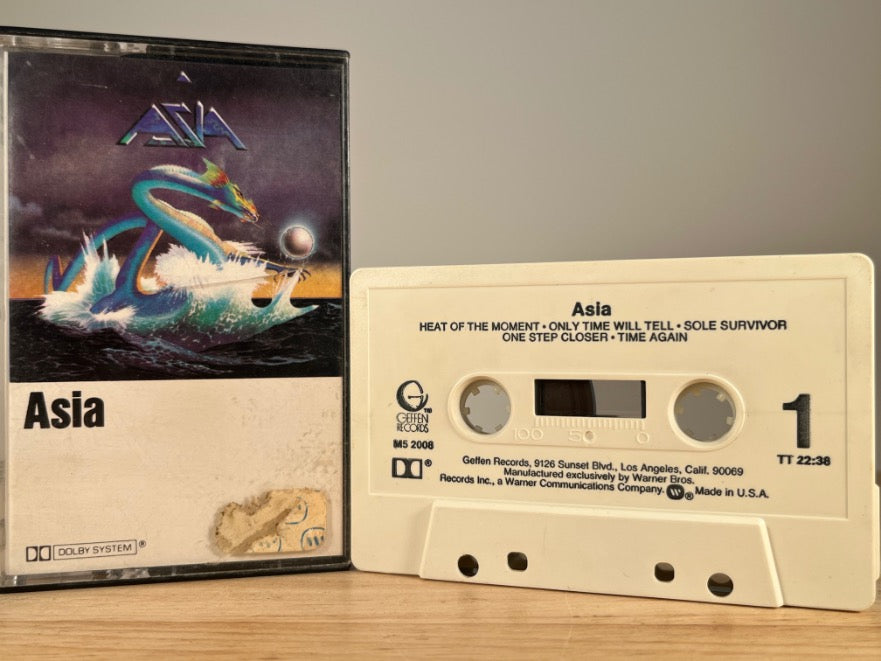 ASIA
Asia
DOLBY SYSTEM®
Asia
HEAT OF THE MOMENT • ONLY TIME WILL TELL • SOLE SURVIVOR
ONE STEP CLOSER • TIME AGAIN
GEFFEN
RECORDS
TM
M5 2008
®
100 50 0
1
TT 22:38
Geffen Records, 9126 Sunset Blvd., Los Angeles, Calif. 90069
Manufactured exclusively by Warner Bros.
Records Inc., a Warner Communications Company. ® Made in U.S.A.